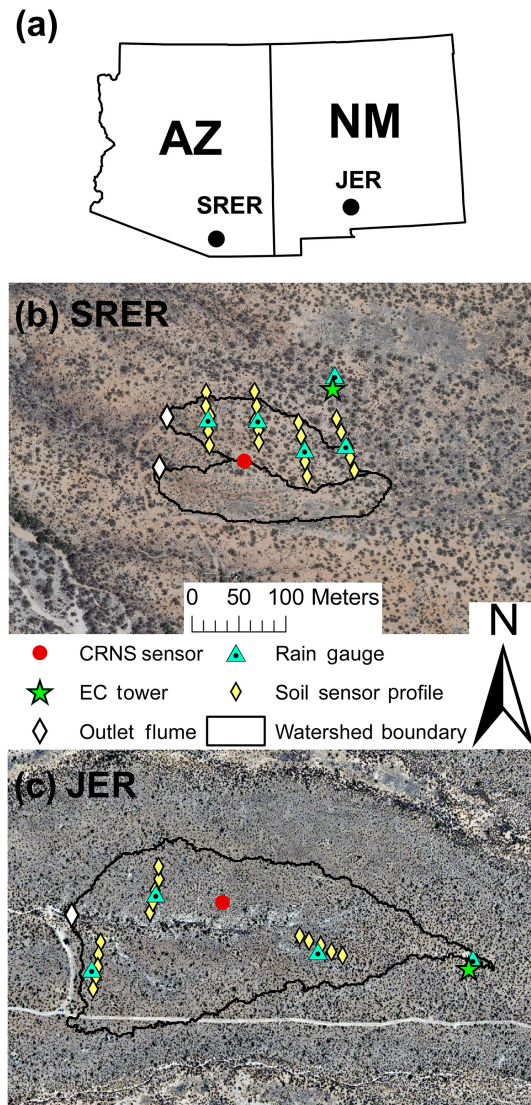 (a)
AZ
NM
SRER
JER
(b) SRER
0 50 100 Meters
N
CRNS sensor
Rain gauge
EC tower
Soil sensor profile
Outlet flume
Watershed boundary
(c) JER